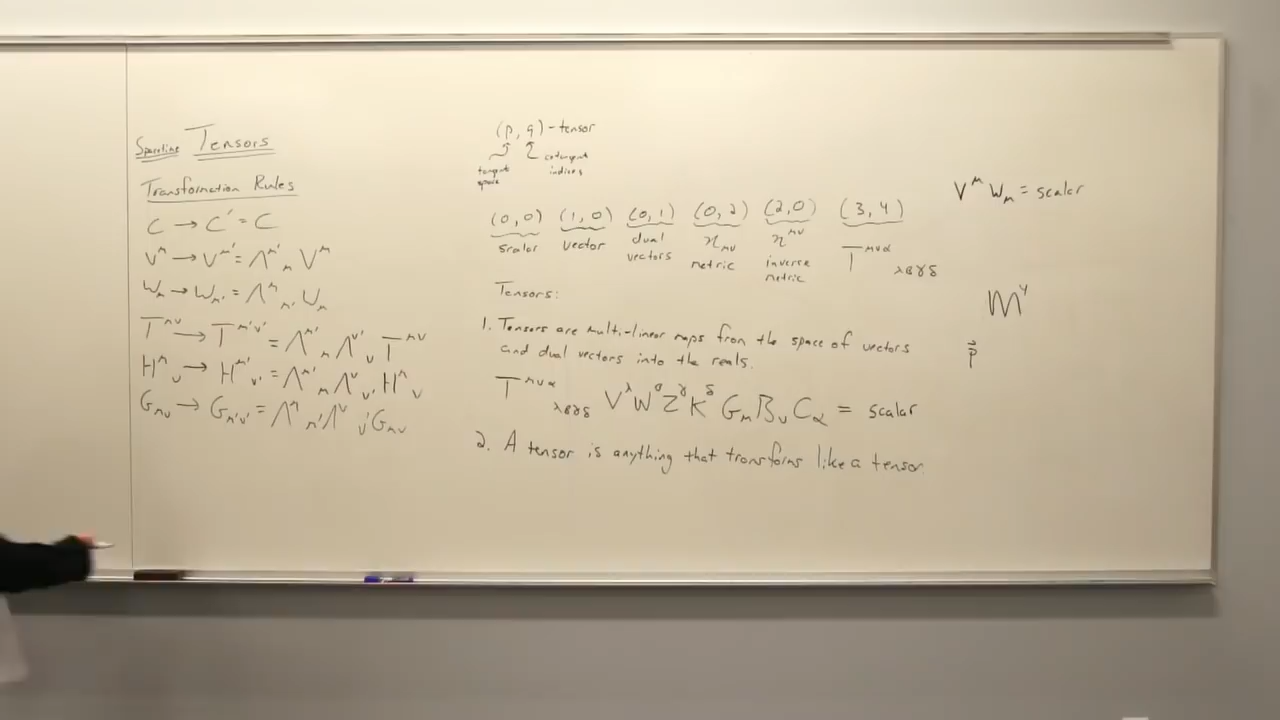 Spacetime Tensors
Transformation Rules
C → C' = C
V^μ → V^μ' = Λ^μ'_μ V^μ
W_μ → W_μ' = Λ^μ_μ' W_μ
T^μν → T^μ'ν' = Λ^μ'_μ Λ^ν'_ν T^μν
H^μ_ν → H^μ'_ν' = Λ^μ'_μ Λ^ν_ν' H^μ_ν
G_μν → G_μ'ν' = Λ^μ_μ' Λ^ν_ν' G_μν
(p, q) - tensor
tangent space
cotangent indices
(0, 0) (1, 0) (0, 1) (0, 2) (2, 0) (3, 4)
scalar vector dual vectors η_μν metric η^μν inverse metric T^μνα_λβγδ
Tensors:
1. Tensors are multi-linear maps from the space of vectors
and dual vectors into the reals.
T^μνα_λβγδ V^λ W^σ Z^γ K^δ G_μ B_ν C_α = scalar
2. A tensor is anything that transforms like a tensor.
V^μ W_μ = scalar
M^4
p⃗